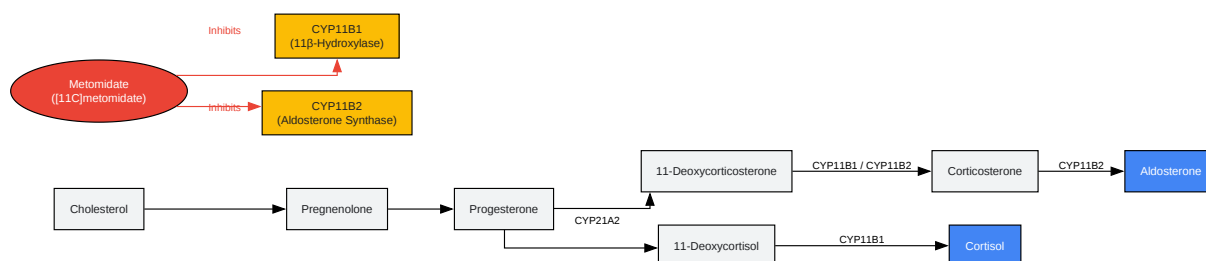 Inhibits
CYP11B1
(11β-Hydroxylase)
Metomidate
([11C]metomidate)
Inhibits
CYP11B2
(Aldosterone Synthase)
11-Deoxycorticosterone
CYP11B1 / CYP11B2
Corticosterone
CYP11B2
Aldosterone
Cholesterol
Pregnenolone
Progesterone
CYP21A2
11-Deoxycortisol
CYP11B1
Cortisol